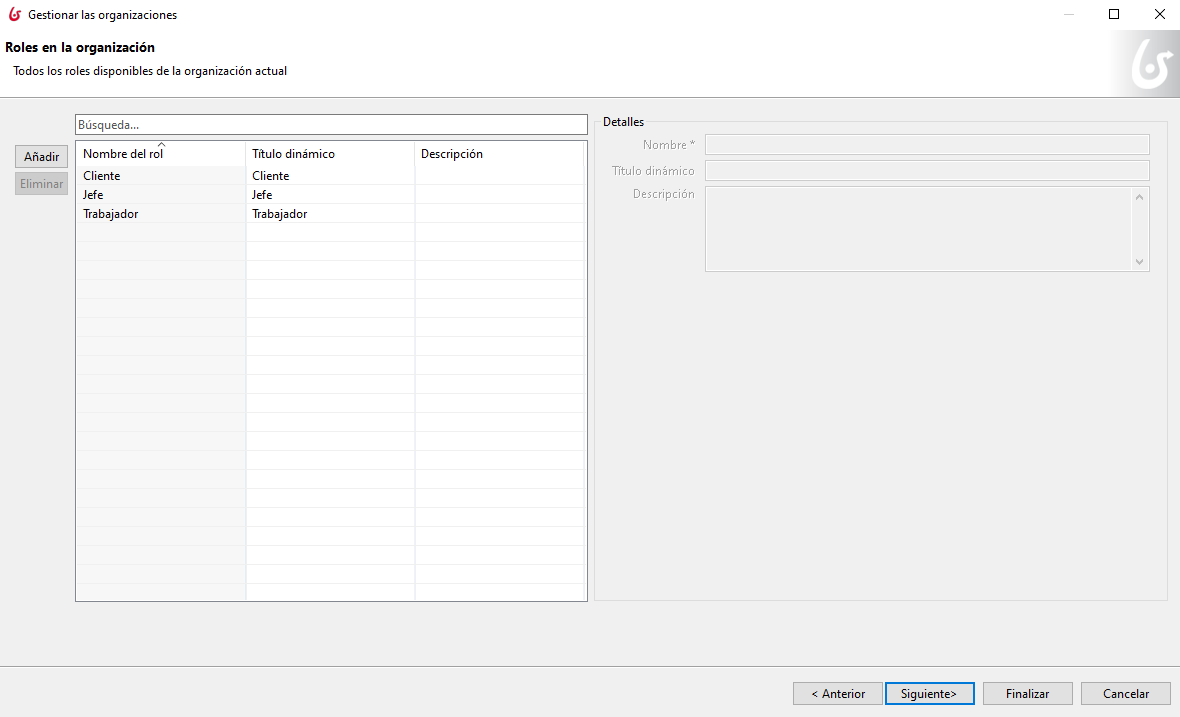 Gestionar las organizaciones
Roles en la organización
Todos los roles disponibles de la organización actual
Búsqueda...
Añadir
Eliminar
Nombre del rol Título dinámico Descripción
Cliente Cliente
Jefe Jefe
Trabajador Trabajador
Detalles
Nombre *
Título dinámico
Descripción
< Anterior Siguiente> Finalizar Cancelar